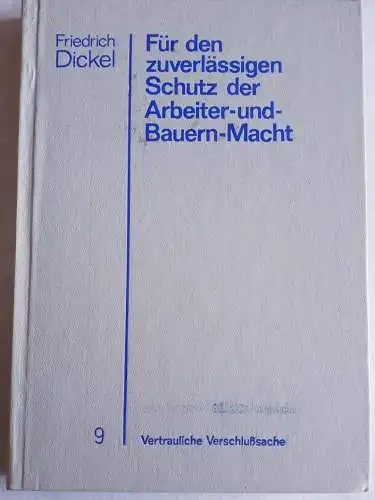 Friedrich
Dickel
Für den
zuverlässigen
Schutz der
Arbeiter-und-
Bauern-Macht
9
Vertrauliche Verschlußsache